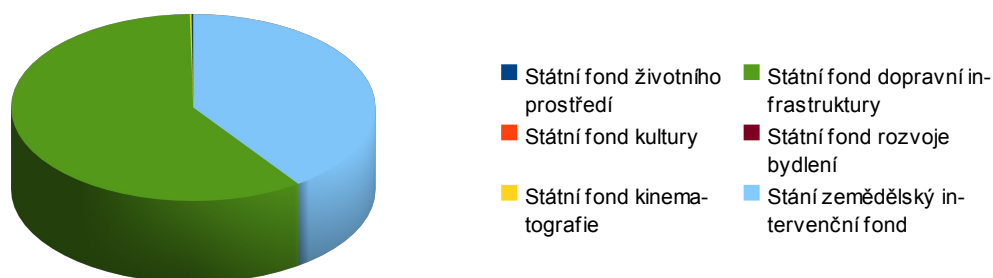 Státní fond životního
prostředí
Státní fond dopravní in-
frastruktury
Státní fond kultury
Státní fond rozvoje
bydlení
Státní fond kinema-
tografie
Stání zemědělský in-
tervenční fond